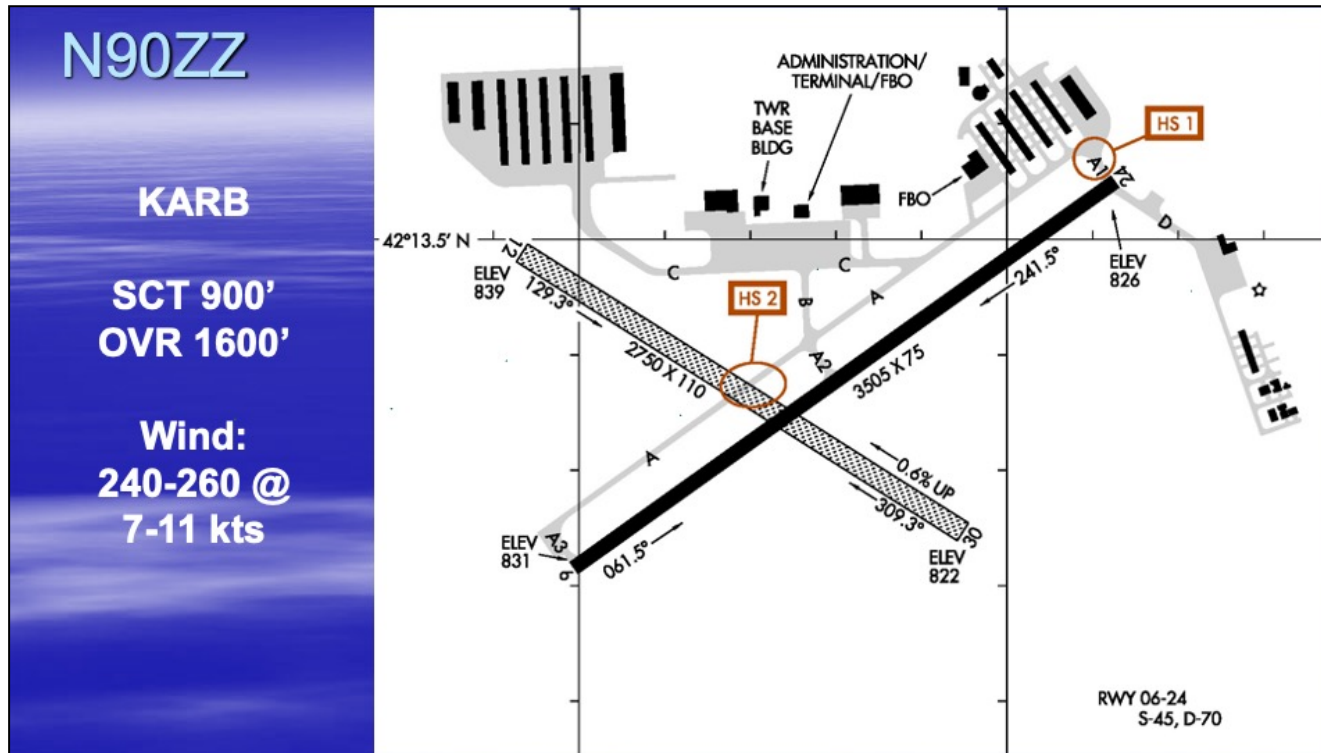 N90ZZ
KARB
SCT 900’
OVR 1600’
Wind:
240-260 @
7-11 kts
ADMINISTRATION/
TERMINAL/FBO
TWR
BASE
BLDG
HS 1
A1
24
FBO
D
42°13.5’ N
12
ELEV
839
129.3°
C
C
B
A
241.5°
ELEV
826
HS 2
2750 X 110
A2
3505 X 75
A
0.6% UP
309.3°
30
ELEV
822
A3
ELEV
831
6
061.5°
RWY 06-24
S-45, D-70